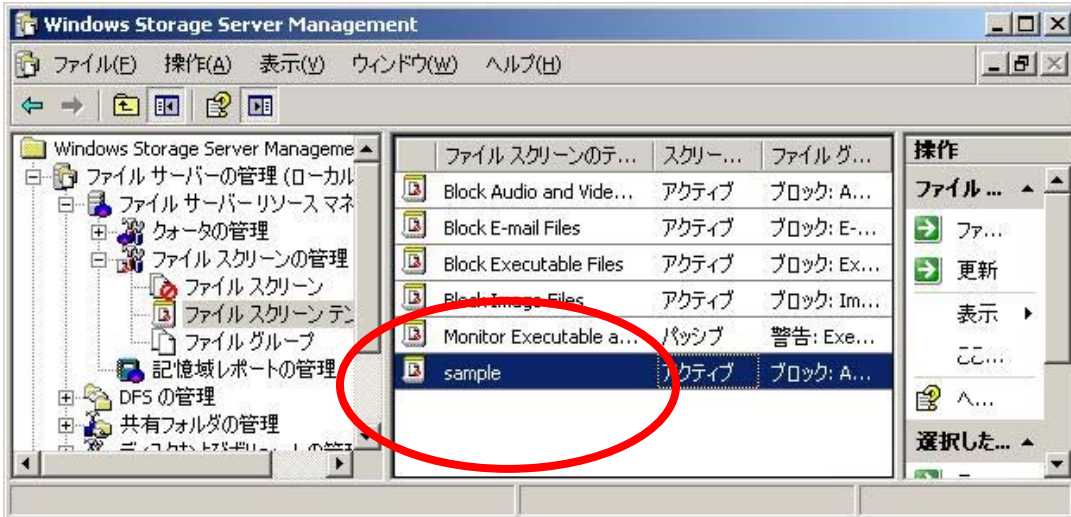 Windows Storage Server Management
ファイル(F) 操作(A) 表示(V) ウィンドウ(W) ヘルプ(H)
Windows Storage Server Manageme
ファイル サーバーの管理 (ローカル
ファイル サーバー リソース マネ
クォータの管理
ファイル スクリーンの管理
ファイル スクリーン
ファイル スクリーン テン
ファイル グループ
記憶域レポートの管理
DFS の管理
共有フォルダの管理
ファイル スクリーンのテ... スクリー... ファイル グ...
Block Audio and Vide... アクティブ ブロック: A...
Block E-mail Files アクティブ ブロック: E-...
Block Executable Files アクティブ ブロック: Ex...
Block Image Files アクティブ ブロック: Im...
Monitor Executable a... パッシブ 警告: Exe...
sample アクティブ ブロック: A...
操作
ファイル ...
ファ...
更新
表示
ここ...
ヘ...
選択した...